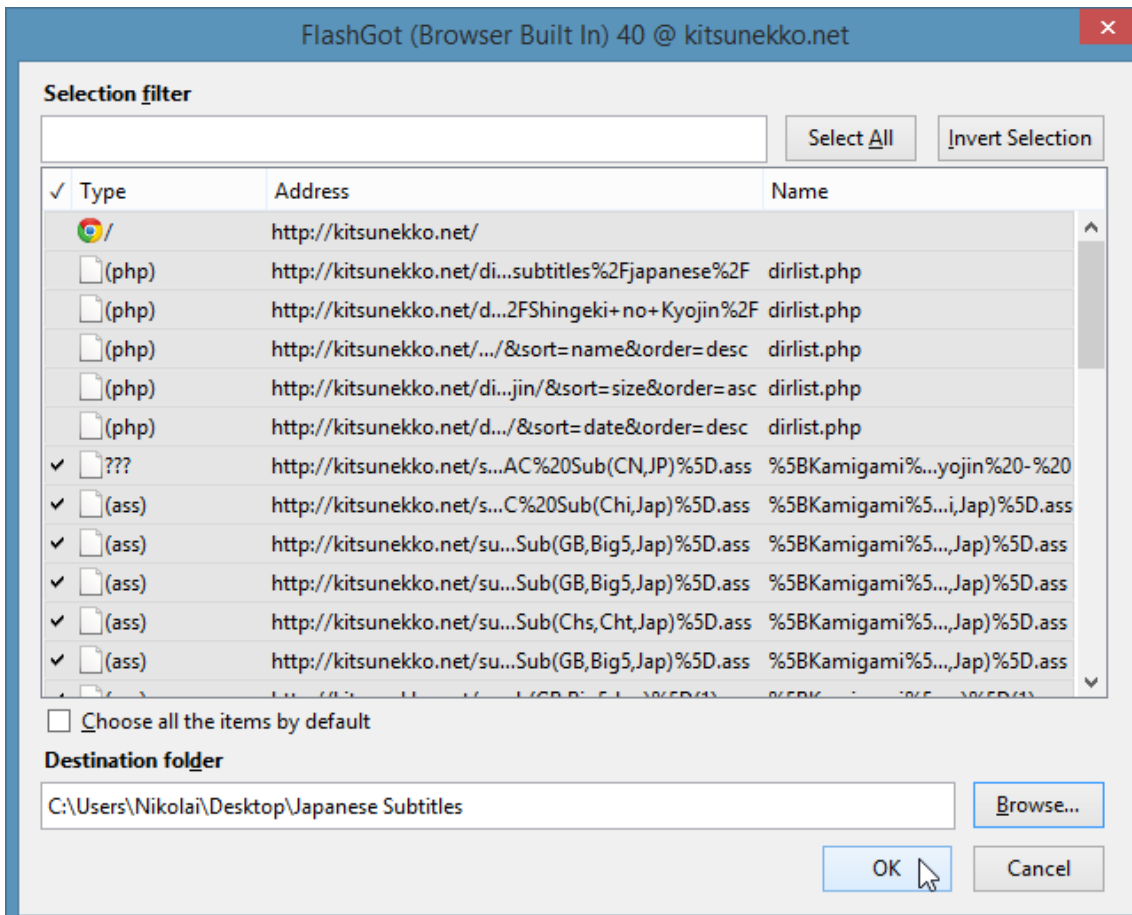 FlashGot (Browser Built In) 40 @ kitsunekko.net
Selection filter
Select All Invert Selection
✓ Type Address Name
/ http://kitsunekko.net/
(php) http://kitsunekko.net/di...subtitles%2Fjapanese%2F dirlist.php
(php) http://kitsunekko.net/d...2FShingeki+no+Kyojin%2F dirlist.php
(php) http://kitsunekko.net/.../&sort=name&order=desc dirlist.php
(php) http://kitsunekko.net/di...jin/&sort=size&order=asc dirlist.php
(php) http://kitsunekko.net/d.../&sort=date&order=desc dirlist.php
✓ ??? http://kitsunekko.net/s...AC%20Sub(CN,JP)%5D.ass %5BKamigami%...yojin%20-%20
✓ (ass) http://kitsunekko.net/s...C%20Sub(Chi,Jap)%5D.ass %5BKamigami%5...i,Jap)%5D.ass
✓ (ass) http://kitsunekko.net/su...Sub(GB,Big5,Jap)%5D.ass %5BKamigami%5...,Jap)%5D.ass
✓ (ass) http://kitsunekko.net/su...Sub(GB,Big5,Jap)%5D.ass %5BKamigami%5...,Jap)%5D.ass
✓ (ass) http://kitsunekko.net/su...Sub(Chs,Cht,Jap)%5D.ass %5BKamigami%5...,Jap)%5D.ass
✓ (ass) http://kitsunekko.net/su...Sub(GB,Big5,Jap)%5D.ass %5BKamigami%5...,Jap)%5D.ass
Choose all the items by default
Destination folder
C:\Users\Nikolai\Desktop\Japanese Subtitles Browse...
OK Cancel